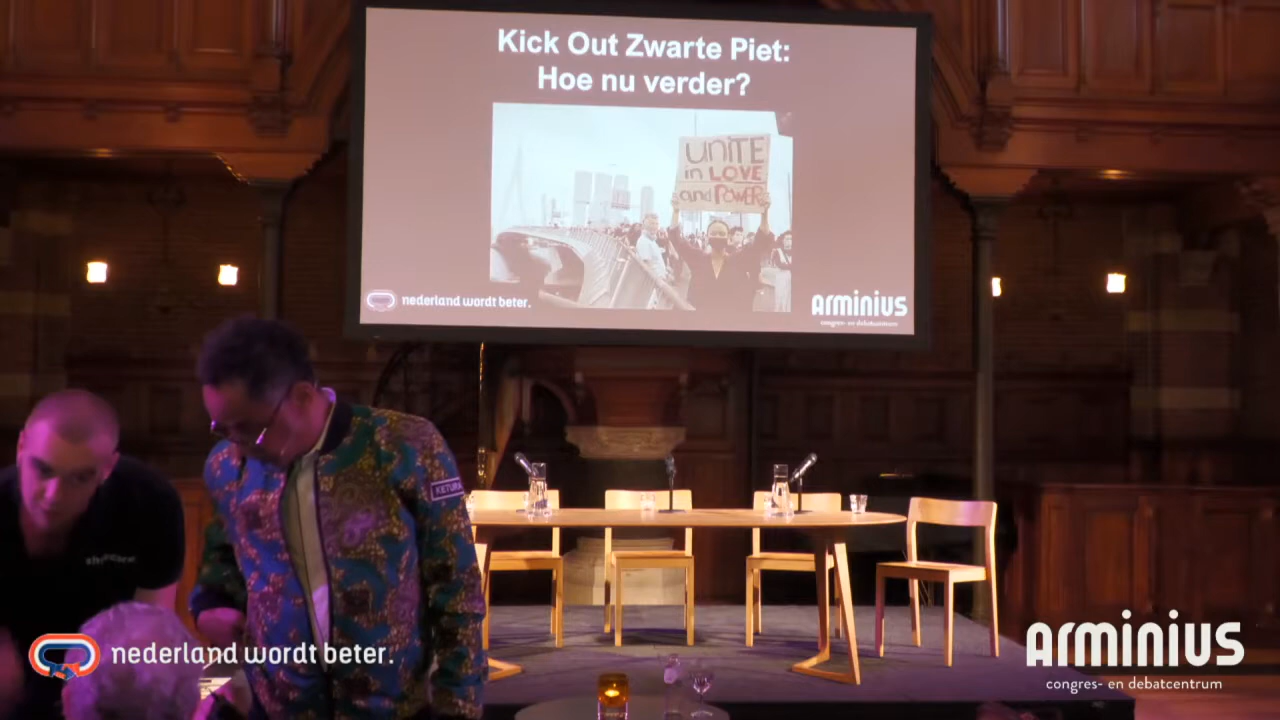 Kick Out Zwarte Piet:
Hoe nu verder?
UNITE
in LOVE
and POWER
nederland wordt beter.
ARMINIUS
congres- en debatcentrum
KETURA
nederland wordt beter.
ARMINIUS
congres- en debatcentrum